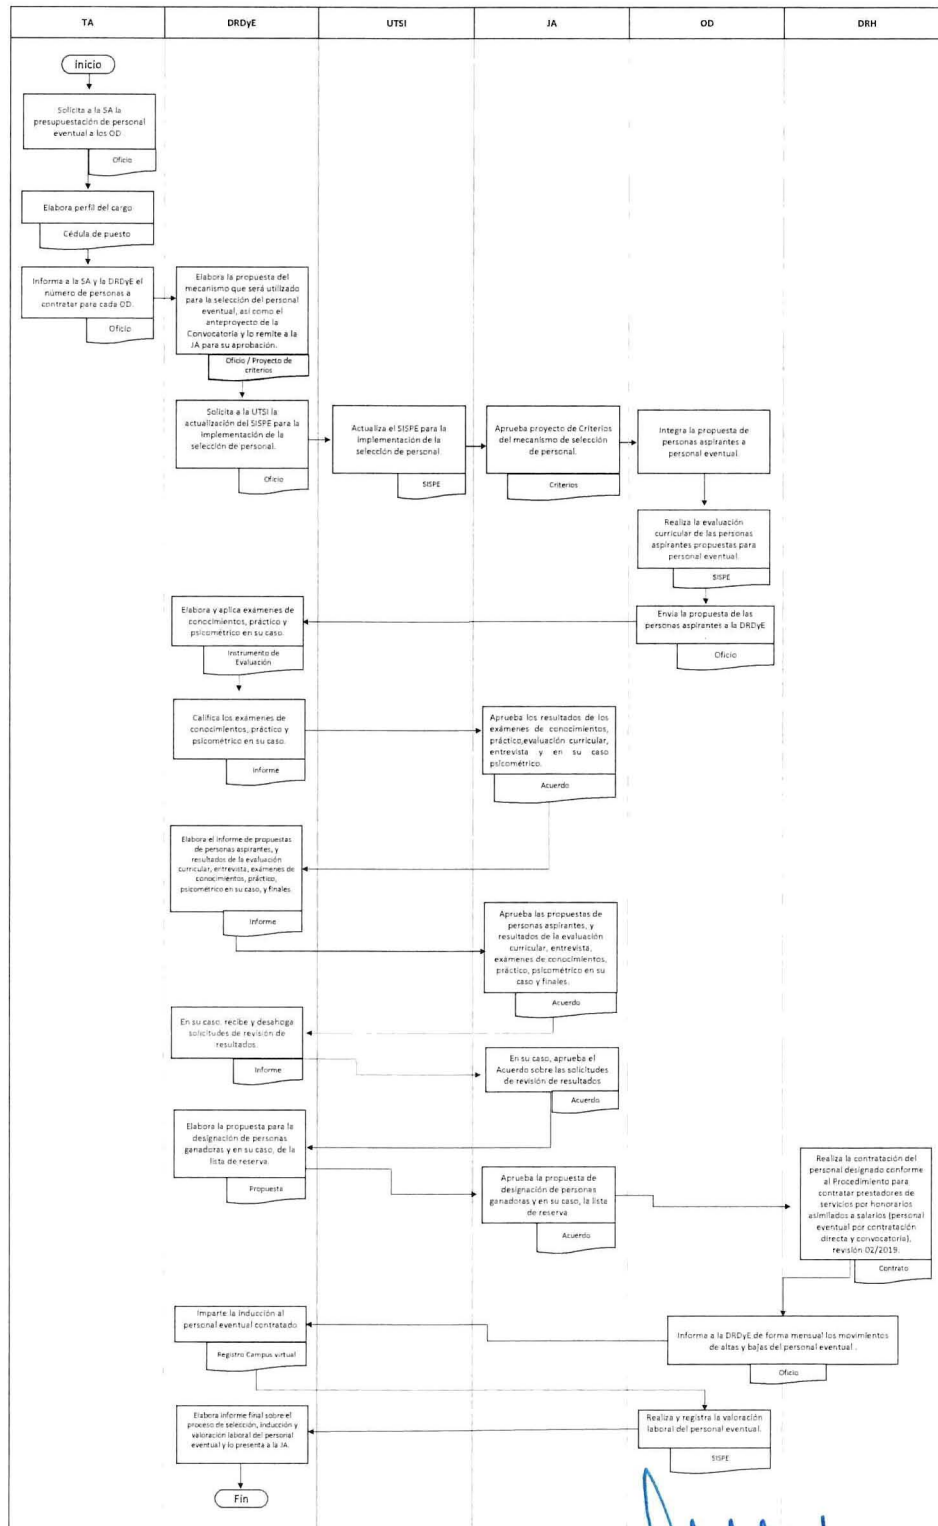 TA
DRDyE
UTSI
JA
OD
DRH
Inicio
Solicita a la SA la
presupuestación de personal
eventual a los OD
Oficio
Elabora perfil del cargo
Cédula de puesto
Informa a la SA y la DRDyE el
número de personas a
contratar para cada OD.
Oficio
Elabora la propuesta del
mecanismo que será utilizado
para la selección del personal
eventual, así como el
anteproyecto de la
Convocatoria y lo remite a la
JA para su aprobación.
Oficio / Proyecto de
criterios
Solicita a la UTSI la
actualización del SISPE para la
implementación de la
selección de personal.
Oficio
Actualiza el SISPE para la
implementación de la
selección de personal.
SISPE
Aprueba proyecto de Criterios
del mecanismo de selección
de personal.
Criterios
Integra la propuesta de
personas aspirantes a
personal eventual.
Realiza la evaluación
curricular de las personas
aspirantes propuestas para
personal eventual.
SISPE
Envía la propuesta de las
personas aspirantes a la DRDyE
.
Oficio
Elabora y aplica exámenes de
conocimientos, práctico y
psicométrico en su caso.
Instrumento de
Evaluación
Califica los exámenes de
conocimientos, práctico y
psicométrico en su caso.
Informe
Aprueba los resultados de los
exámenes de conocimientos,
práctico,evaluación curricular,
entrevista y en su caso
psicométrico.
Acuerdo
Elabora el informe de propuestas
de personas aspirantes, y
resultados de la evaluación
curricular, entrevista, exámenes de
conocimientos, práctico,
psicométrico en su caso, y finales.
Informe
Aprueba las propuestas de
personas aspirantes, y
resultados de la evaluación
curricular, entrevista,
exámenes de conocimientos,
práctico, psicométrico en su
caso y finales.
Acuerdo
En su caso, recibe y desahoga
solicitudes de revisión de
resultados.
Informe
En su caso, aprueba el
Acuerdo sobre las solicitudes
de revisión de resultados
Acuerdo
Elabora la propuesta para la
designación de personas
ganadoras y en su caso, de la
lista de reserva.
Propuesta
Aprueba la propuesta de
designación de personas
ganadoras y en su caso, la lista
de reserva
Acuerdo
Realiza la contratación del
personal designado conforme
al Procedimiento para
contratar prestadores de
servicios por honorarios
asimilados a salarios (personal
eventual por contratación
directa y convocatoria),
revisión 02/2019.
Contrato
Informa a la DRDyE de forma mensual los movimientos
de altas y bajas del personal eventual .
Oficio
Imparte la inducción al
personal eventual contratado
Registro Campus virtual
Realiza y registra la valoración
laboral del personal eventual.
SISPE
Elabora informe final sobre el
proceso de selección, inducción y
valoración laboral del personal
eventual y lo presenta a la JA.
Fin